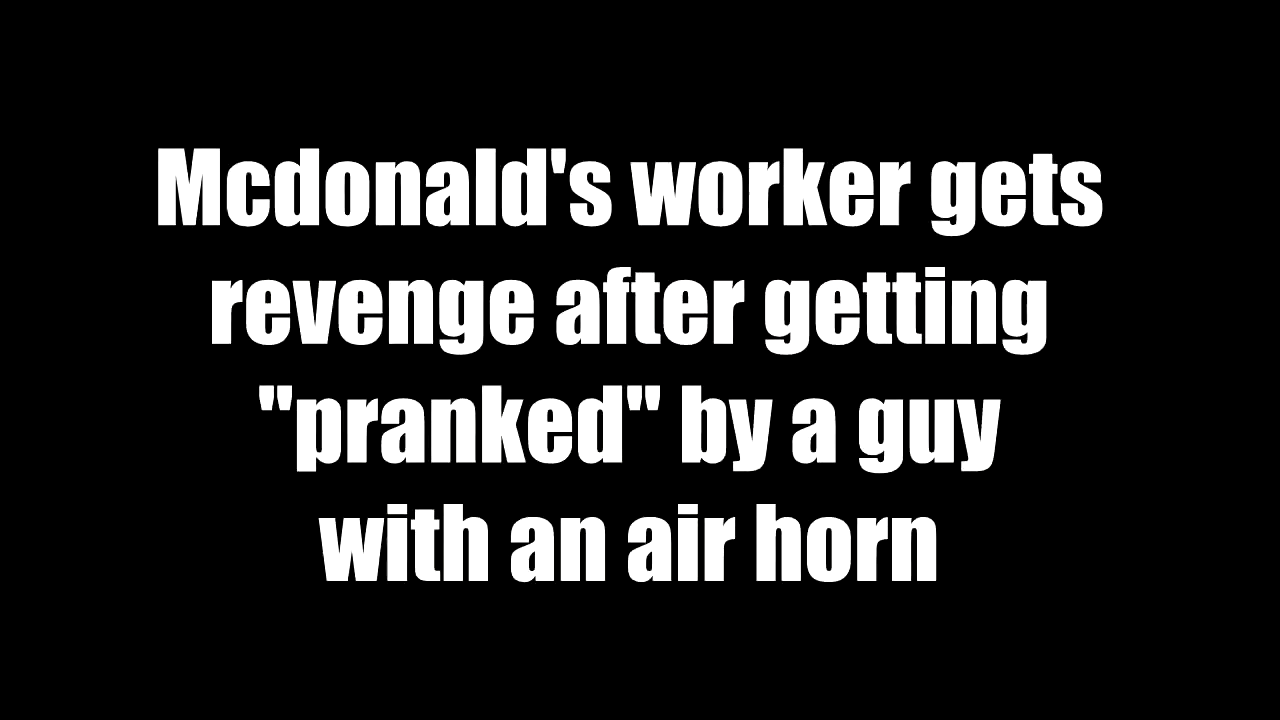 Mcdonald's worker gets
revenge after getting
"pranked" by a guy
with an air horn